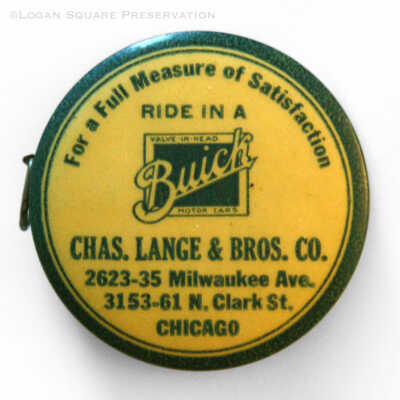 ©Logan Square Preservation
For a Full Measure of Satisfaction
RIDE IN A
VALVE-IN-HEAD
Buick
MOTOR CARS
CHAS. LANGE & BROS. CO.
2623-35 Milwaukee Ave.
3153-61 N. Clark St.
CHICAGO